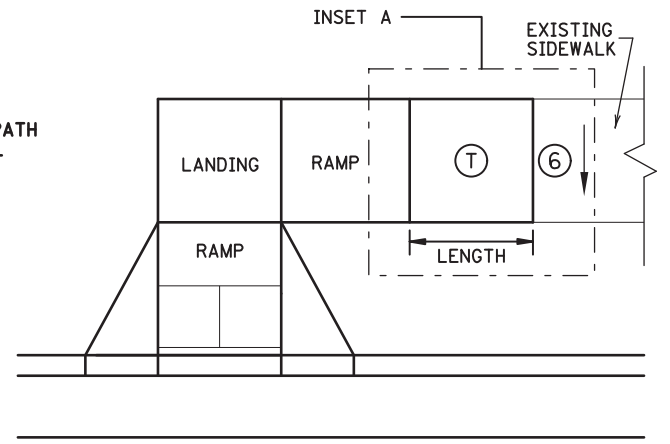 INSET A
EXISTING
SIDEWALK
PATH
LANDING
RAMP
T
6
RAMP
LENGTH